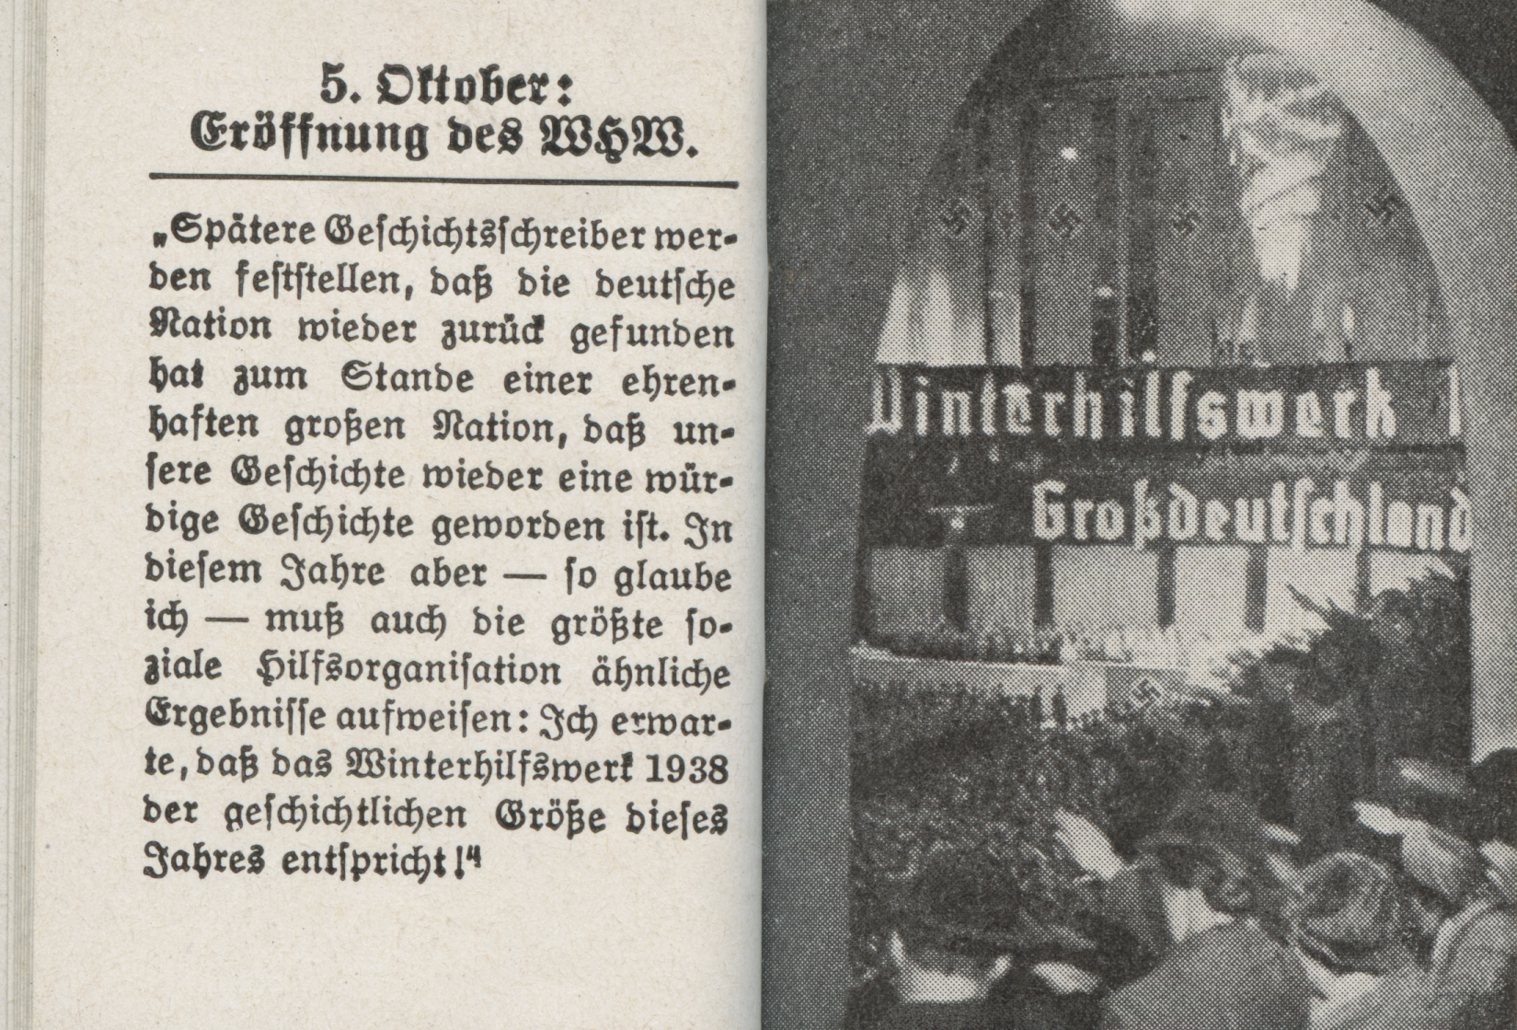 5. Oktober:
Eröffnung des WHW.
„Spätere Geschichtsschreiber wer-
den feststellen, daß die deutsche
Nation wieder zurück gefunden
hat zum Stande einer ehren-
haften großen Nation, daß un-
sere Geschichte wieder eine wür-
dige Geschichte geworden ist. In
diesem Jahre aber — so glaube
ich — muß auch die größte so-
ziale Hilfsorganisation ähnliche
Ergebnisse aufweisen: Ich erwar-
te, daß das Winterhilfswerk 1938
der geschichtlichen Größe dieses
Jahres entspricht!“
Winterhilfswerk
Großdeutschland